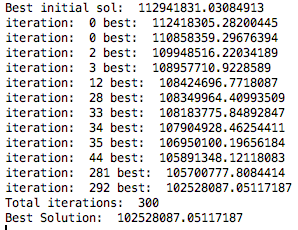 Best initial sol:  112941831.03084913
iteration:  0 best:  112418305.28200445
iteration:  0 best:  110858359.29676394
iteration:  2 best:  109948516.22034189
iteration:  3 best:  108957710.9228589
iteration:  12 best:  108424696.7718087
iteration:  28 best:  108349964.40993509
iteration:  33 best:  108183775.84892847
iteration:  34 best:  107904928.46254411
iteration:  35 best:  106950100.19656184
iteration:  44 best:  105891348.12118083
iteration:  281 best:  105700777.8084414
iteration:  292 best:  102528087.05117187
Total iterations:  300
Best Solution:  102528087.05117187